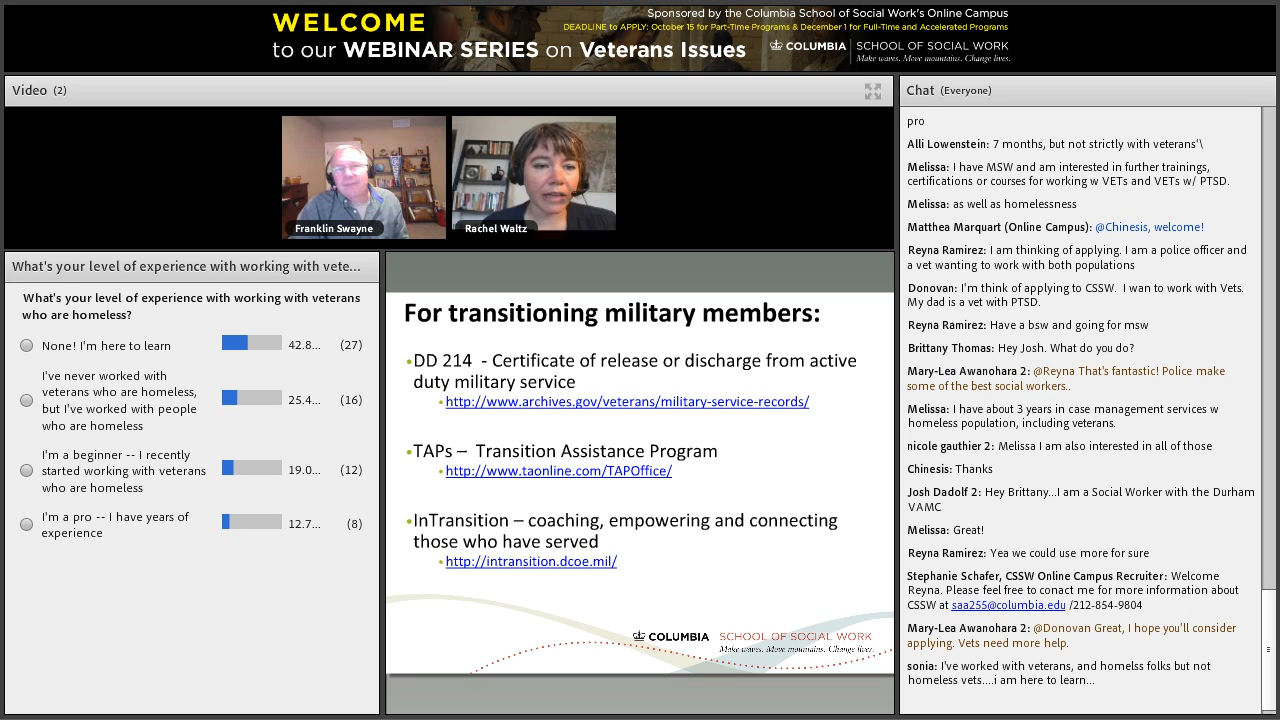 WELCOME
to our WEBINAR SERIES on Veterans Issues
Sponsored by the Columbia School of Social Work's Online Campus
DEADLINE to APPLY: October 15 for Part-Time Programs & December 1 for Full-Time and Accelerated Programs
COLUMBIA | SCHOOL OF SOCIAL WORK
Make waves. Move mountains. Change lives.
Video (2)
Franklin Swayne
Rachel Waltz
What's your level of experience with working with vete...
What's your level of experience with working with veterans
who are homeless?
None! I'm here to learn 42.8... (27)
I've never worked with
veterans who are homeless,
but I've worked with people
who are homeless
25.4... (16)
I'm a beginner -- I recently
started working with veterans
who are homeless
19.0... (12)
I'm a pro -- I have years of
experience
12.7... (8)
For transitioning military members:
•DD 214 - Certificate of release or discharge from active
duty military service
•http://www.archives.gov/veterans/military-service-records/
•TAPs – Transition Assistance Program
•http://www.taonline.com/TAPOffice/
•InTransition – coaching, empowering and connecting
those who have served
•http://intransition.dcoe.mil/
COLUMBIA SCHOOL OF SOCIAL WORK
Make waves. Move mountains. Change lives.
Chat (Everyone)
pro
Alli Lowenstein: 7 months, but not strictly with veterans'\
Melissa: I have MSW and am interested in further trainings,
certifications or courses for working w VETs and VETs w/ PTSD.
Melissa: as well as homelessness
Matthea Marquart (Online Campus): @Chinesis, welcome!
Reyna Ramirez: I am thinking of applying. I am a police officer and
a vet wanting to work with both populations
Donovan: I'm think of applying to CSSW. I wan to work with Vets.
My dad is a vet with PTSD.
Reyna Ramirez: Have a bsw and going for msw
Brittany Thomas: Hey Josh. What do you do?
Mary-Lea Awanohara 2: @Reyna That's fantastic! Police make
some of the best social workers..
Melissa: I have about 3 years in case management services w
homeless population, including veterans.
nicole gauthier 2: Melissa I am also interested in all of those
Chinesis: Thanks
Josh Dadolf 2: Hey Brittany...I am a Social Worker with the Durham
VAMC
Melissa: Great!
Reyna Ramirez: Yea we could use more for sure
Stephanie Schafer, CSSW Online Campus Recruiter: Welcome
Reyna. Please feel free to conact me for more information about
CSSW at saa255@columbia.edu /212-854-9804
Mary-Lea Awanohara 2: @Donovan Great, I hope you'll consider
applying. Vets need more help.
sonia: I've worked with veterans, and homelss folks but not
homeless vets....i am here to learn...